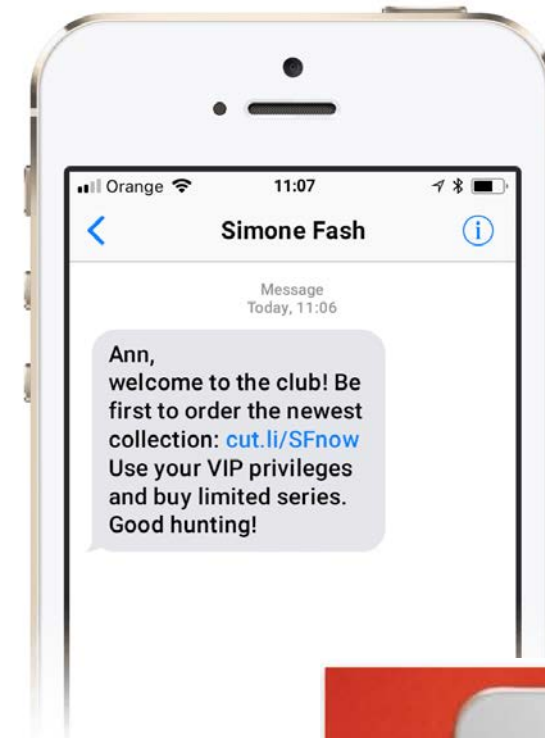 Orange 11:07
Simone Fash
Message
Today, 11:06
Ann,
welcome to the club! Be
first to order the newest
collection: cut.li/SFnow
Use your VIP privileges
and buy limited series.
Good hunting!